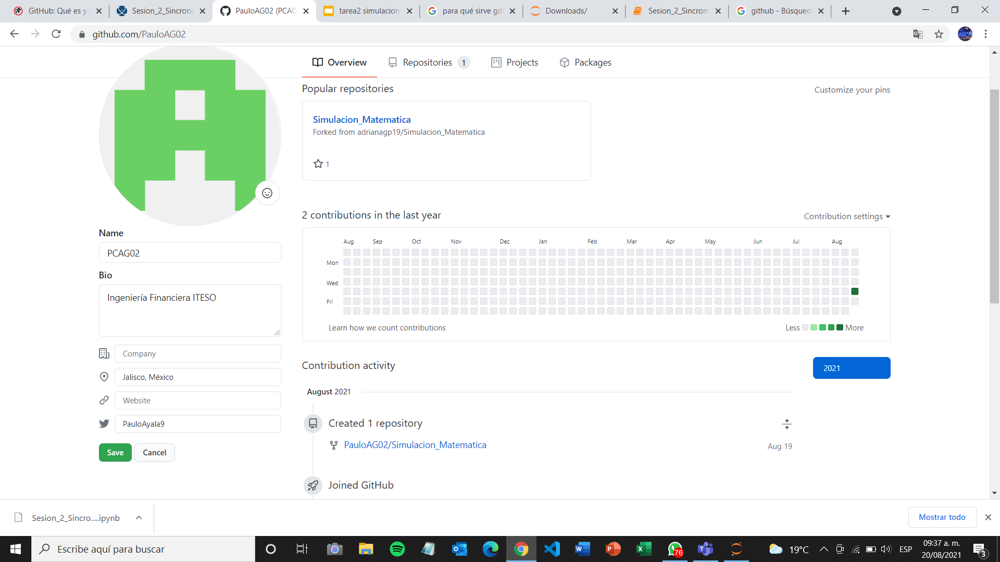 GitHub: Qué es y
Sesion_2_Sincroni
PauloAG02 (PCAG
tarea2 simulacion
para qué sirve git
Downloads/
Sesion_2_Sincroni
github - Búsqued
github.com/PauloAG02
Overview
Repositories 1
Projects
Packages
Popular repositories
Customize your pins
Simulacion_Matematica
Forked from adrianagp19/Simulacion_Matematica
1
2 contributions in the last year
Contribution settings
Aug Sep Oct Nov Dec Jan Feb Mar Apr May Jun Jul Aug
Mon
Wed
Fri
Learn how we count contributions
Less
More
Name
PCAG02
Bio
Ingeniería Financiera ITESO
Company
Jalisco, México
Website
PauloAyala9
Save
Cancel
Contribution activity
2021
August 2021
Created 1 repository
PauloAG02/Simulacion_Matematica
Aug 19
Joined GitHub
Sesion_2_Sincro....ipynb
Mostrar todo
Escribe aquí para buscar
76
19°C
ESP
09:37 a. m.
20/08/2021
3